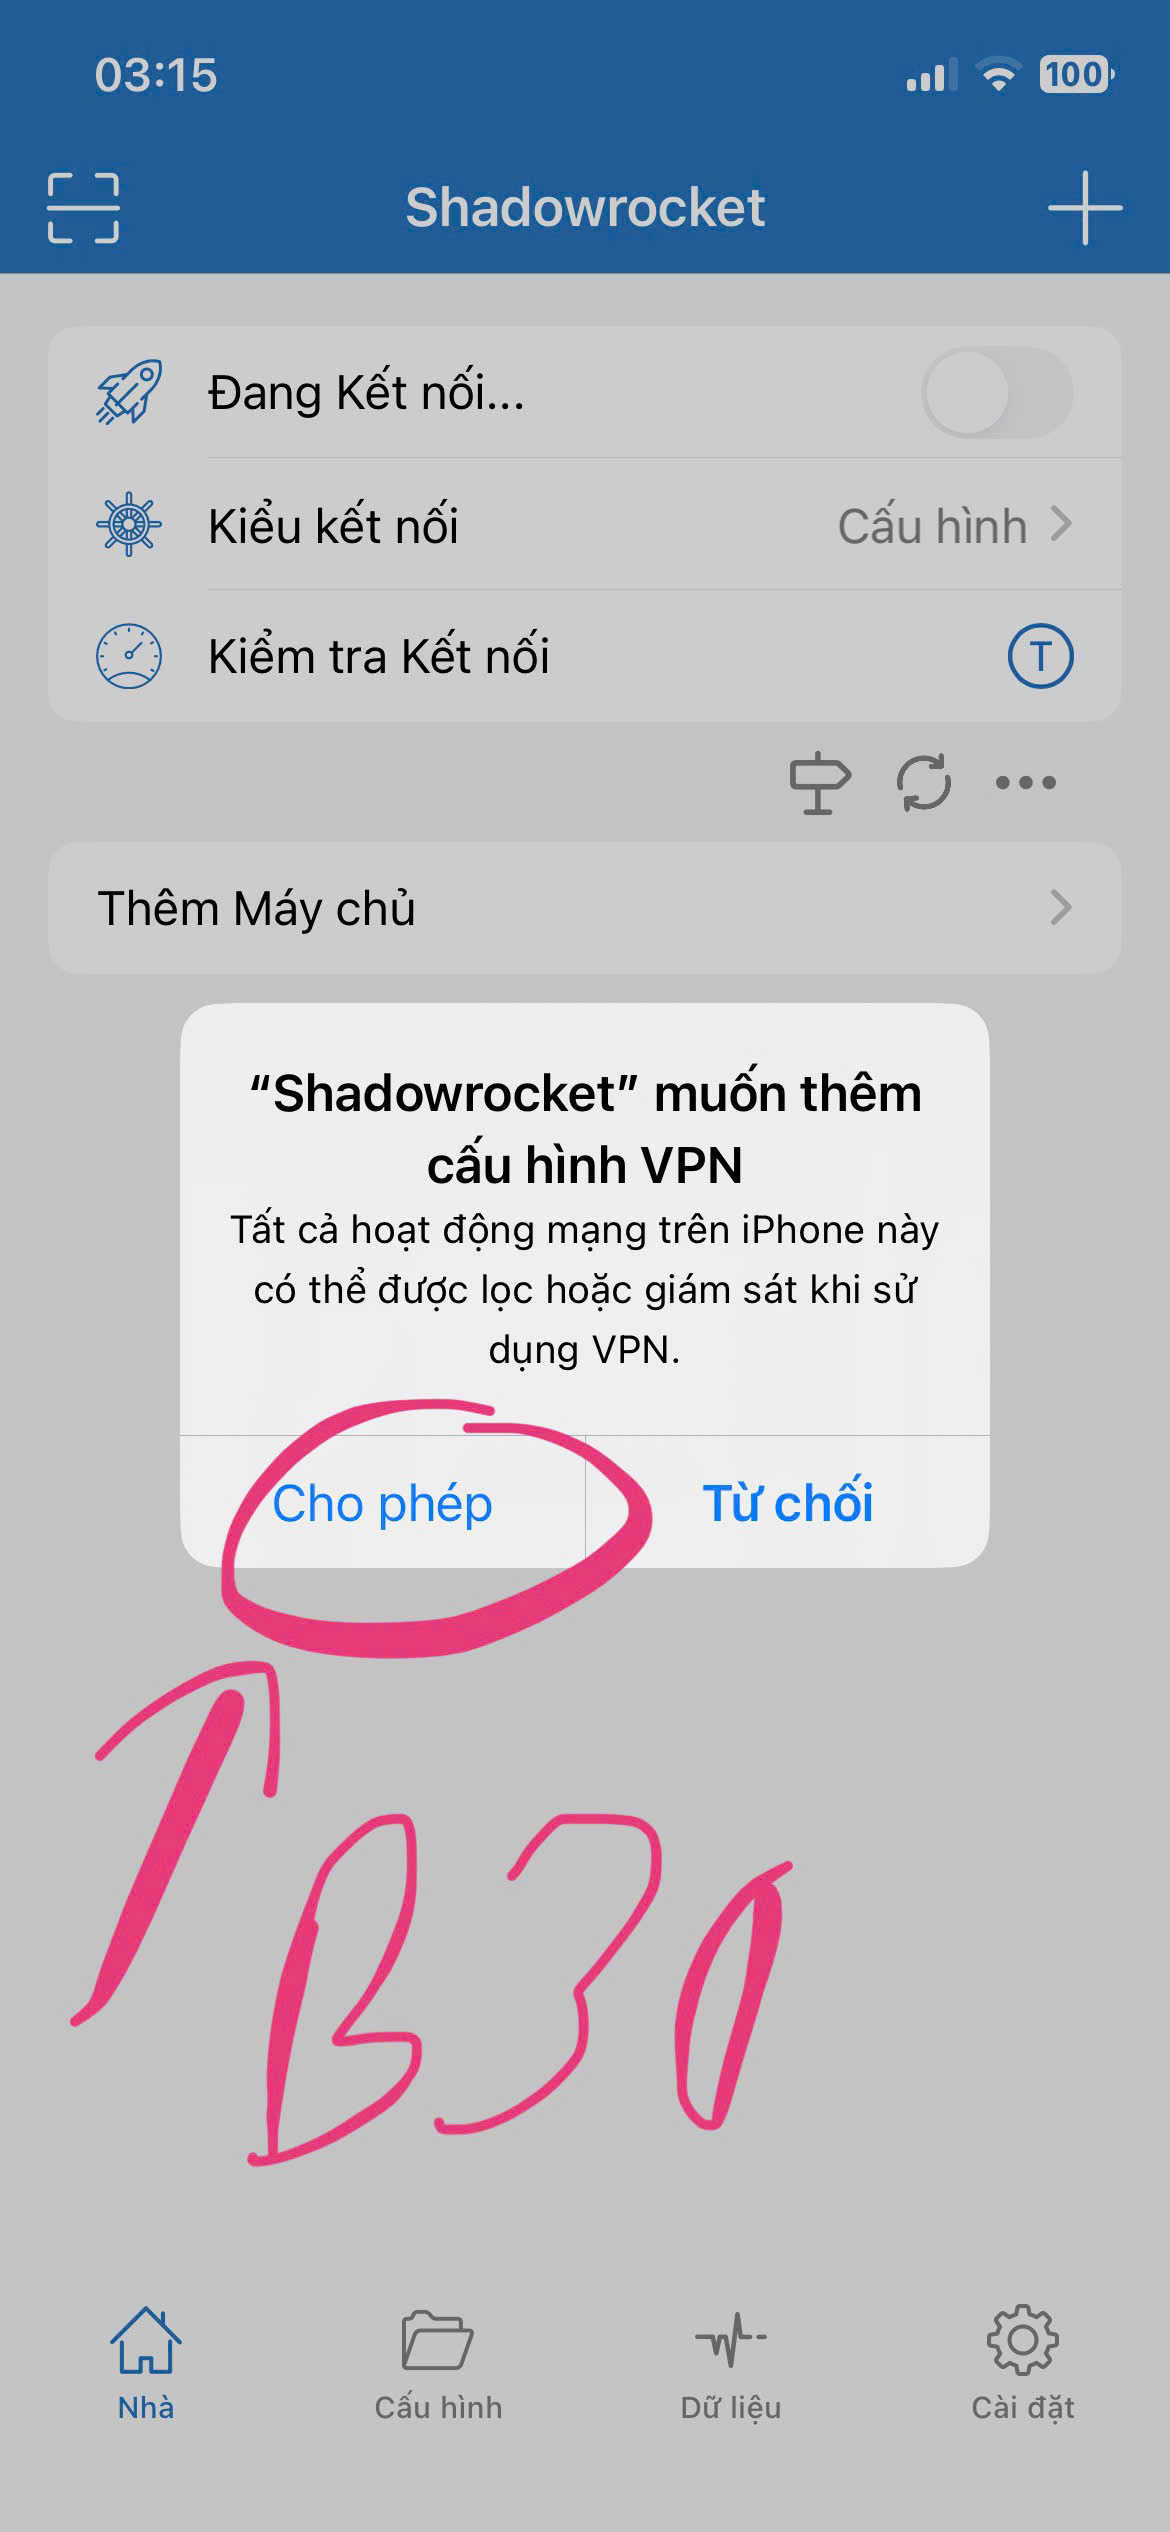 03:15
100
Shadowrocket
Đang Kết nối...
Kiểu kết nối Cấu hình
Kiểm tra Kết nối T
Thêm Máy chủ
“Shadowrocket” muốn thêm
cấu hình VPN
Tất cả hoạt động mạng trên iPhone này
có thể được lọc hoặc giám sát khi sử
dụng VPN.
Cho phép Từ chối
B30
Nhà Cấu hình Dữ liệu Cài đặt